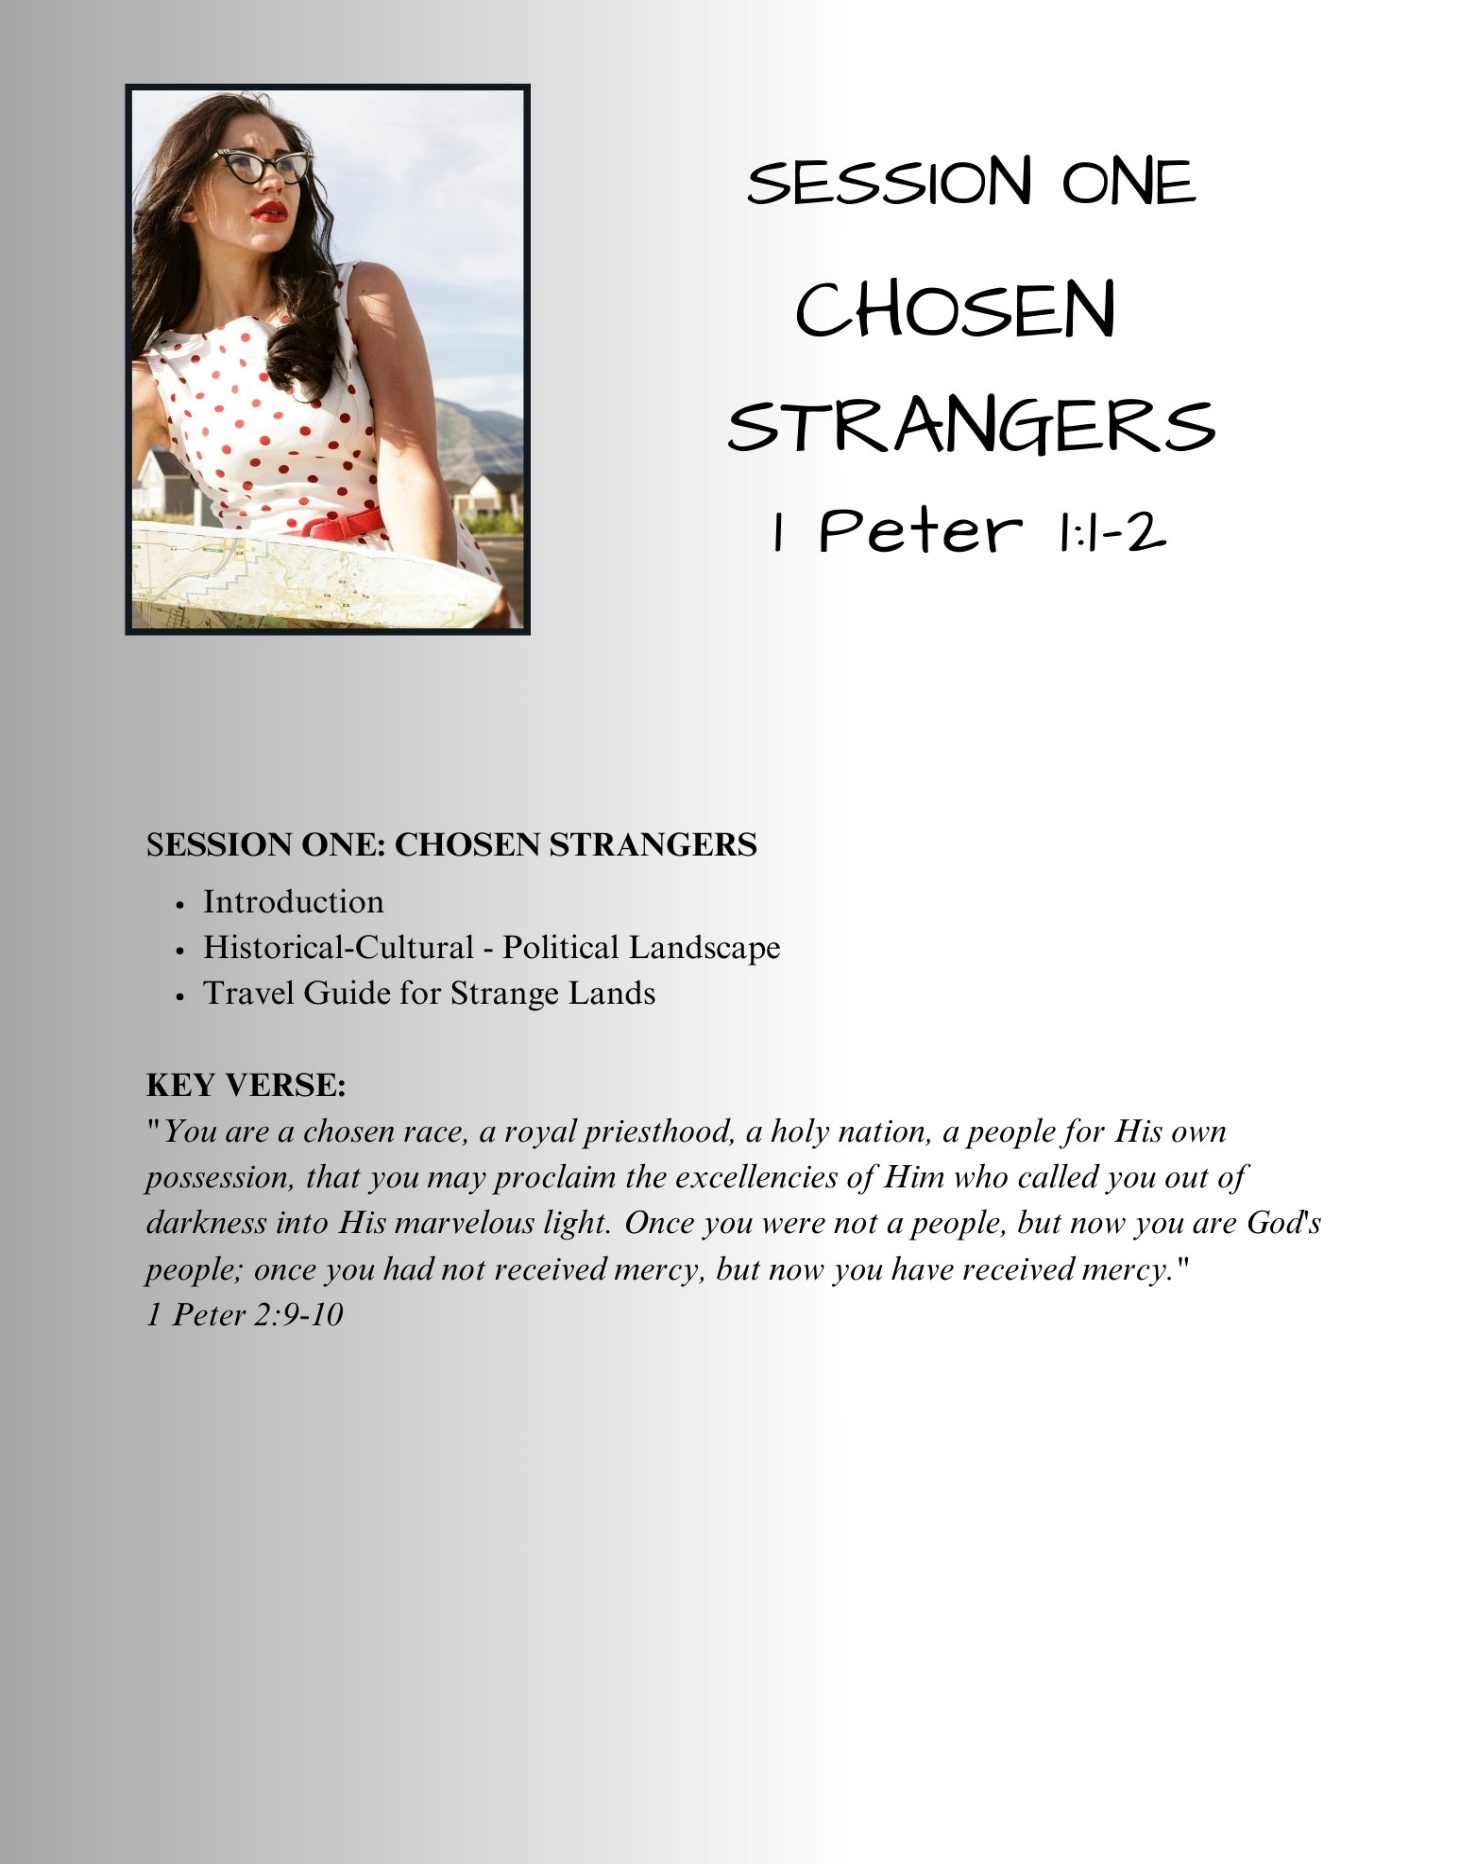 SESSION ONE
CHOSEN
STRANGERS
1 Peter 1:1-2
SESSION ONE: CHOSEN STRANGERS
• Introduction
• Historical-Cultural - Political Landscape
• Travel Guide for Strange Lands
KEY VERSE:
"You are a chosen race, a royal priesthood, a holy nation, a people for His own
possession, that you may proclaim the excellencies of Him who called you out of
darkness into His marvelous light. Once you were not a people, but now you are God's
people; once you had not received mercy, but now you have received mercy."
1 Peter 2:9-10